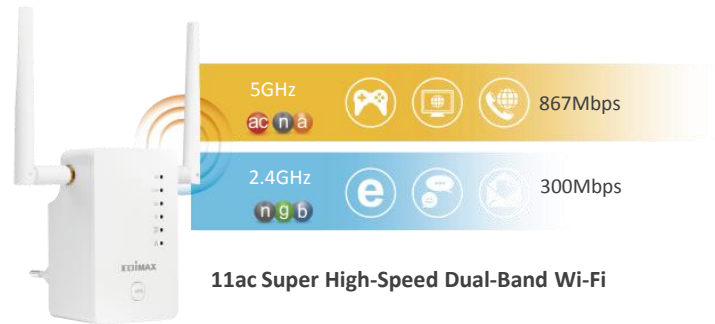 5GHz
ac n a
867Mbps
2.4GHz
e
n g b
300Mbps
EDIMAX
11ac Super High-Speed Dual-Band Wi-Fi